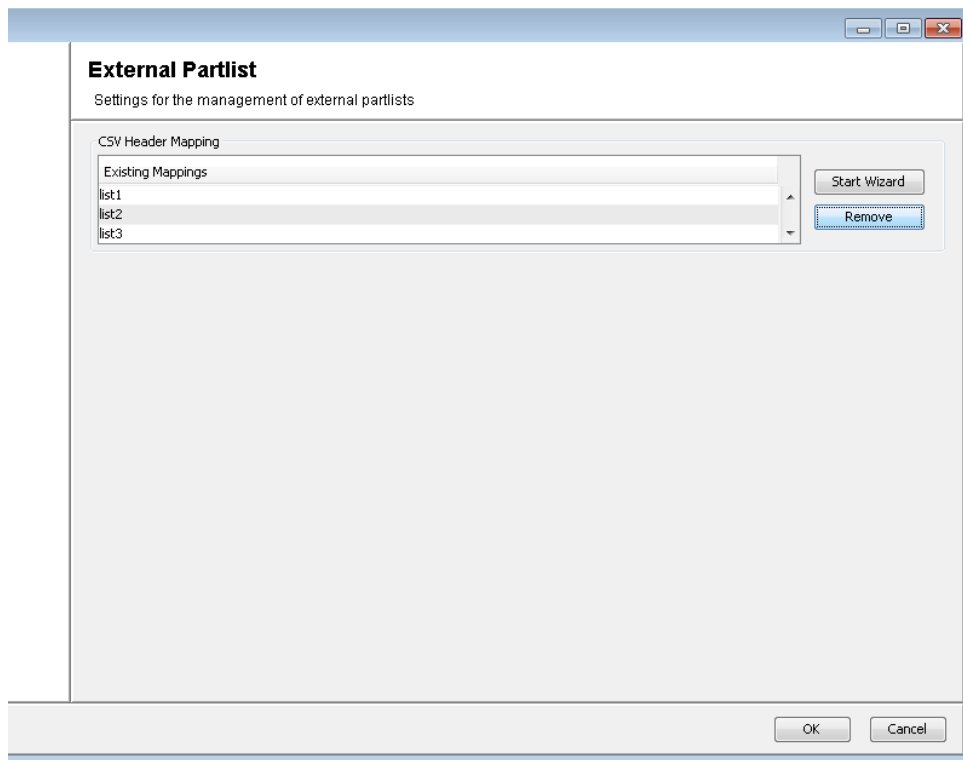 External Partlist
Settings for the management of external partlists
CSV Header Mapping
Existing Mappings
list1
list2
list3
Start Wizard
Remove
OK
Cancel